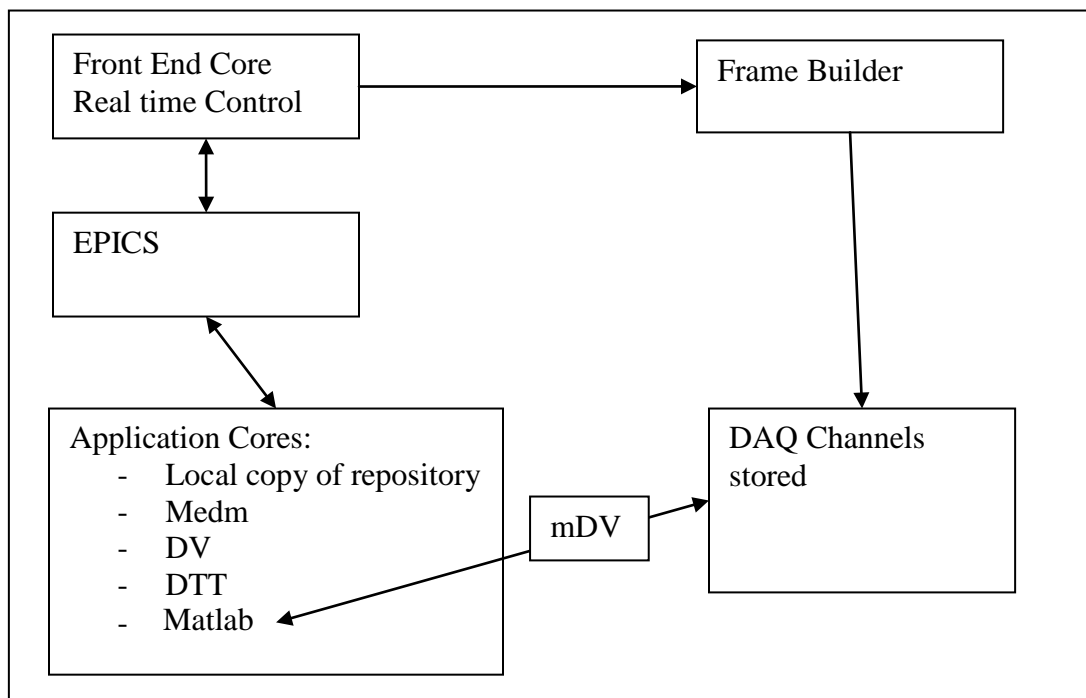 Front End Core
Real time Control
Frame Builder
EPICS
Application Cores:
- Local copy of repository
- Medm
- DV
- DTT
- Matlab
mDV
DAQ Channels
stored